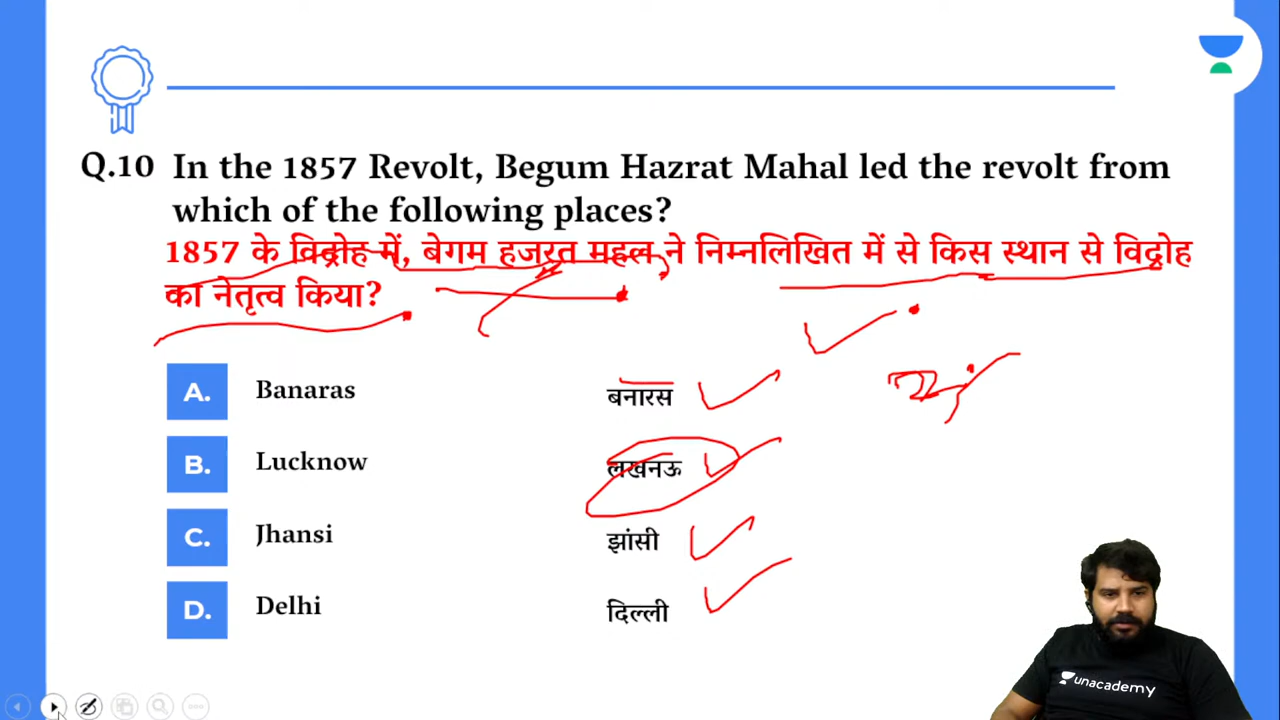 Q.10 In the 1857 Revolt, Begum Hazrat Mahal led the revolt from
which of the following places?
1857 के विद्रोह में, बेगम हजरत महल ने निम्नलिखित में से किस स्थान से विद्रोह
का नेतृत्व किया?
A. Banaras बनारस
B. Lucknow लखनऊ
C. Jhansi झांसी
D. Delhi दिल्ली
unacademy